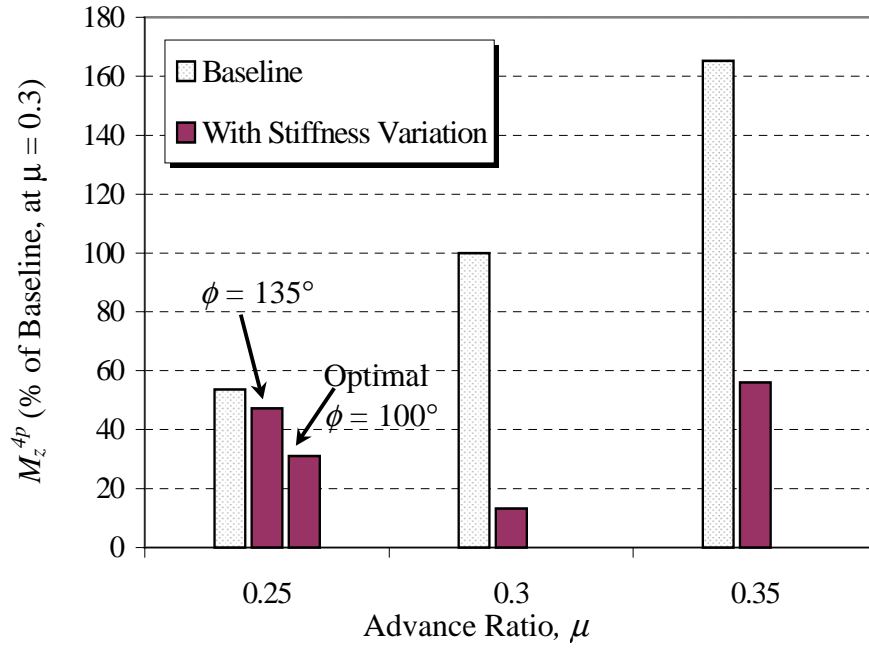 180
160
140
120
100
80
60
40
20
0
M_z^{4p} (% of Baseline, at μ = 0.3)
Baseline
With Stiffness Variation
ϕ = 135°
Optimal
ϕ = 100°
0.25
0.3
0.35
Advance Ratio, μ